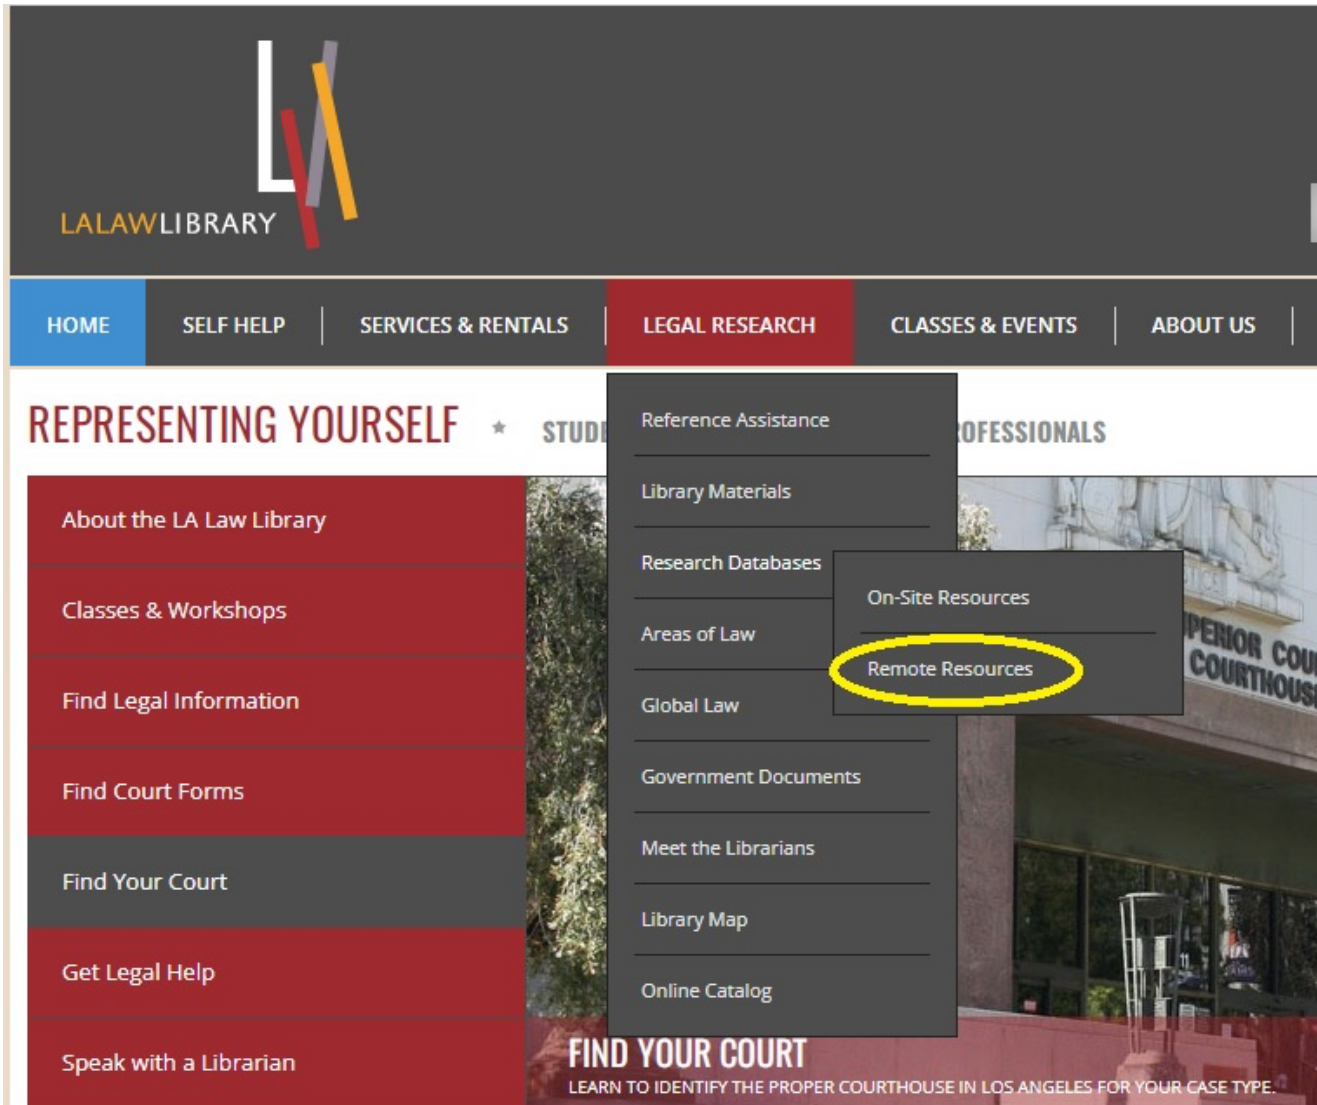 LALAWLIBRARY
HOME
SELF HELP
SERVICES & RENTALS
LEGAL RESEARCH
CLASSES & EVENTS
ABOUT US
REPRESENTING YOURSELF
About the LA Law Library
Classes & Workshops
Find Legal Information
Find Court Forms
Find Your Court
Get Legal Help
Speak with a Librarian
Reference Assistance
Library Materials
Research Databases
Areas of Law
Global Law
Government Documents
Meet the Librarians
Library Map
Online Catalog
On-Site Resources
Remote Resources
COURTHOUSE
FIND YOUR COURT
LEARN TO IDENTIFY THE PROPER COURTHOUSE IN LOS ANGELES FOR YOUR CASE TYPE.